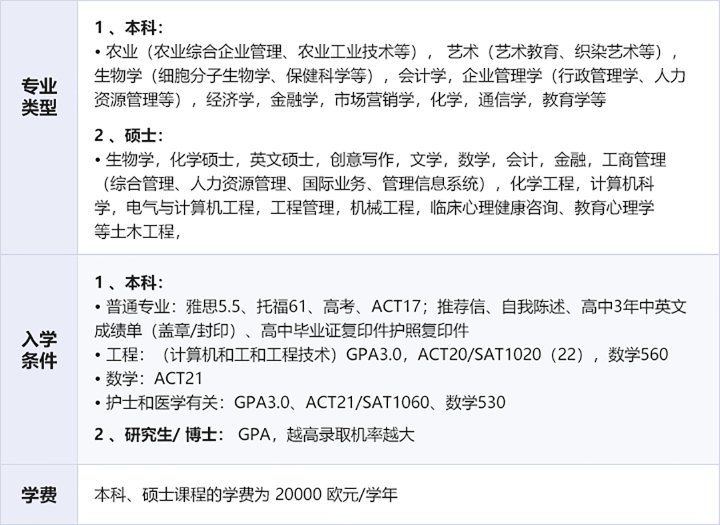 专业
类型
1 、本科：
• 农业（农业综合企业管理、农业工业技术等）， 艺术（艺术教育、织染艺术等），
生物学（细胞分子生物学、保健科学等），会计学，企业管理学（行政管理学、人力
资源管理等），经济学，金融学，市场营销学，化学，通信学，教育学等
2 、硕士：
• 生物学，化学硕士，英文硕士，创意写作，文学，数学，会计，金融，工商管理
（综合管理、人力资源管理、国际业务、管理信息系统），化学工程，计算机科
学，电气与计算机工程，工程管理，机械工程，临床心理健康咨询、教育心理学
等土木工程，
入学
条件
1 、本科：
• 普通专业：雅思5.5、托福61、高考、ACT17；推荐信、自我陈述、高中3年中英文
成绩单（盖章/封印）、高中毕业证复印件护照复印件
• 工程：（计算机和工和工程技术）GPA3.0，ACT20/SAT1020（22），数学560
• 数学：ACT21
• 护士和医学有关：GPA3.0、ACT21/SAT1060、数学530
2 、研究生/ 博士： GPA，越高录取机率越大
学费
本科、硕士课程的学费为 20000 欧元/学年